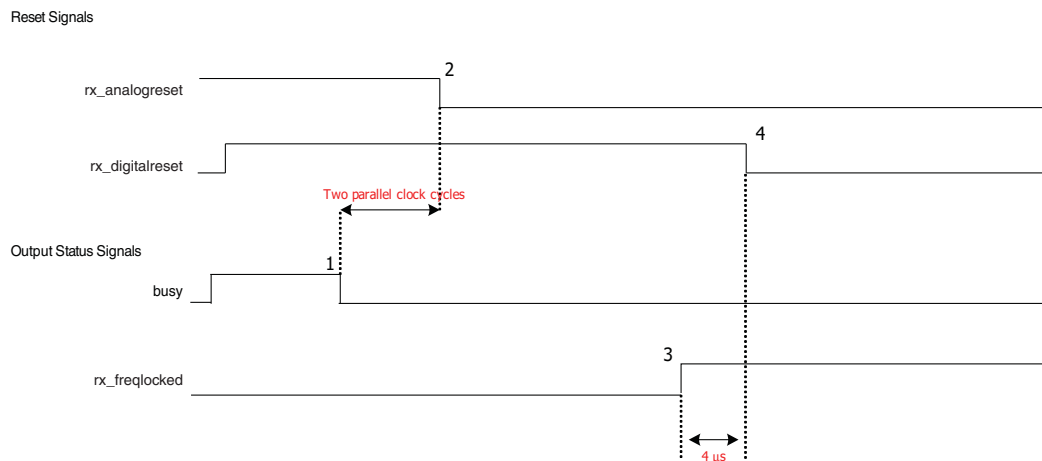 Reset Signals
2
rx_analogreset
4
rx_digitalreset
Two parallel clock cycles
Output Status Signals
1
busy
3
rx_freqlocked
4 us